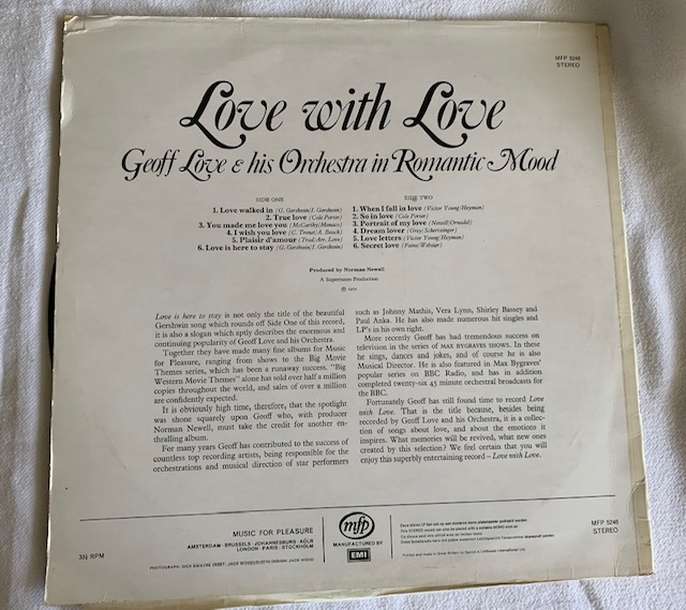 MFP 5246
STEREO
Love with Love
Geoff Love & his Orchestra in Romantic Mood
SIDE ONE
1. Love walked in (G. Gershwin/I. Gershwin)
2. True love (Cole Porter)
3. You made me love you (McCarthy/Monaco)
4. I wish you love (C. Trenet/A. Beach)
5. Plaisir d'amour (Trad: Arr. Love)
6. Love is here to stay (G. Gershwin/I. Gershwin)
SIDE TWO
1. When I fall in love (Victor Young/Heyman)
2. So in love (Cole Porter)
3. Portrait of my love (Newell/Ornadel)
4. Dream lover (Grey/Schertzinger)
5. Love letters (Victor Young/Heyman)
6. Secret love (Faine/Webster)
Produced by Norman Newell
A Supertunes Production
Love is here to stay is not only the title of the beautiful
Gershwin song which rounds off Side One of this record,
it is also a slogan which aptly describes the enormous and
continuing popularity of Geoff Love and his Orchestra.
Together they have made many fine albums for Music
for Pleasure, ranging from shows to the Big Movie
Themes series, which has been a runaway success. "Big
Western Movie Themes" alone has sold over half a million
copies throughout the world, and sales of over a million
are confidently expected.
It is obviously high time, therefore, that the spotlight
was shone squarely upon Geoff who, with producer
Norman Newell, must take the credit for another en-
thralling album.
For many years Geoff has contributed to the success of
countless top recording artists, being responsible for the
orchestrations and musical direction of star performers
such as Johnny Mathis, Vera Lynn, Shirley Bassey and
Paul Anka. He has also made numerous hit singles and
LP's in his own right.
More recently Geoff has had tremendous success on
television in the series of MAX BYGRAVES SHOWS. In these
he sings, dances and jokes, and of course he is also
Musical Director. He is also featured in Max Bygraves'
popular series on BBC Radio, and has in addition
completed twenty-six 45 minute orchestral broadcasts for
the BBC.
Fortunately Geoff has still found time to record Love
with Love. That is the title because, besides being
recorded by Geoff Love and his Orchestra, it is a collec-
tion of songs about love, and about the emotions it
inspires. What memories will be revived, what new ones
created by this selection? We feel certain that you will
enjoy this superbly entertaining record – Love with Love.
33⅓ RPM
MUSIC FOR PLEASURE
AMSTERDAM · BRUSSELS · JOHANNESBURG · KÖLN
LONDON · PARIS · STOCKHOLM
mfp
MANUFACTURED BY
EMI
MFP 5246
STEREO